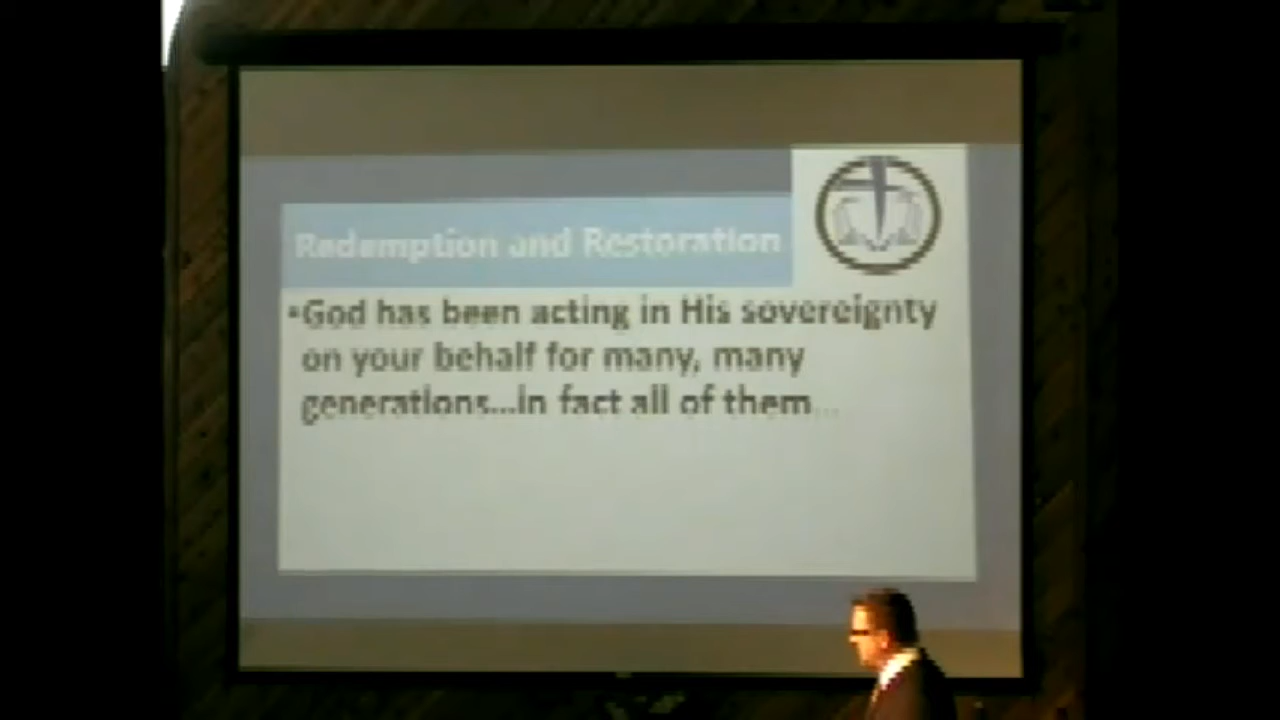 Redemption and Restoration
•God has been acting in His sovereignty
on your behalf for many, many
generations...in fact all of them...